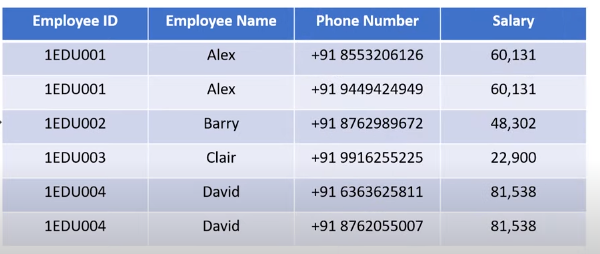 Employee ID Employee Name Phone Number Salary
1EDU001 Alex +91 8553206126 60,131
1EDU001 Alex +91 9449424949 60,131
1EDU002 Barry +91 8762989672 48,302
1EDU003 Clair +91 9916255225 22,900
1EDU004 David +91 6363625811 81,538
1EDU004 David +91 8762055007 81,538